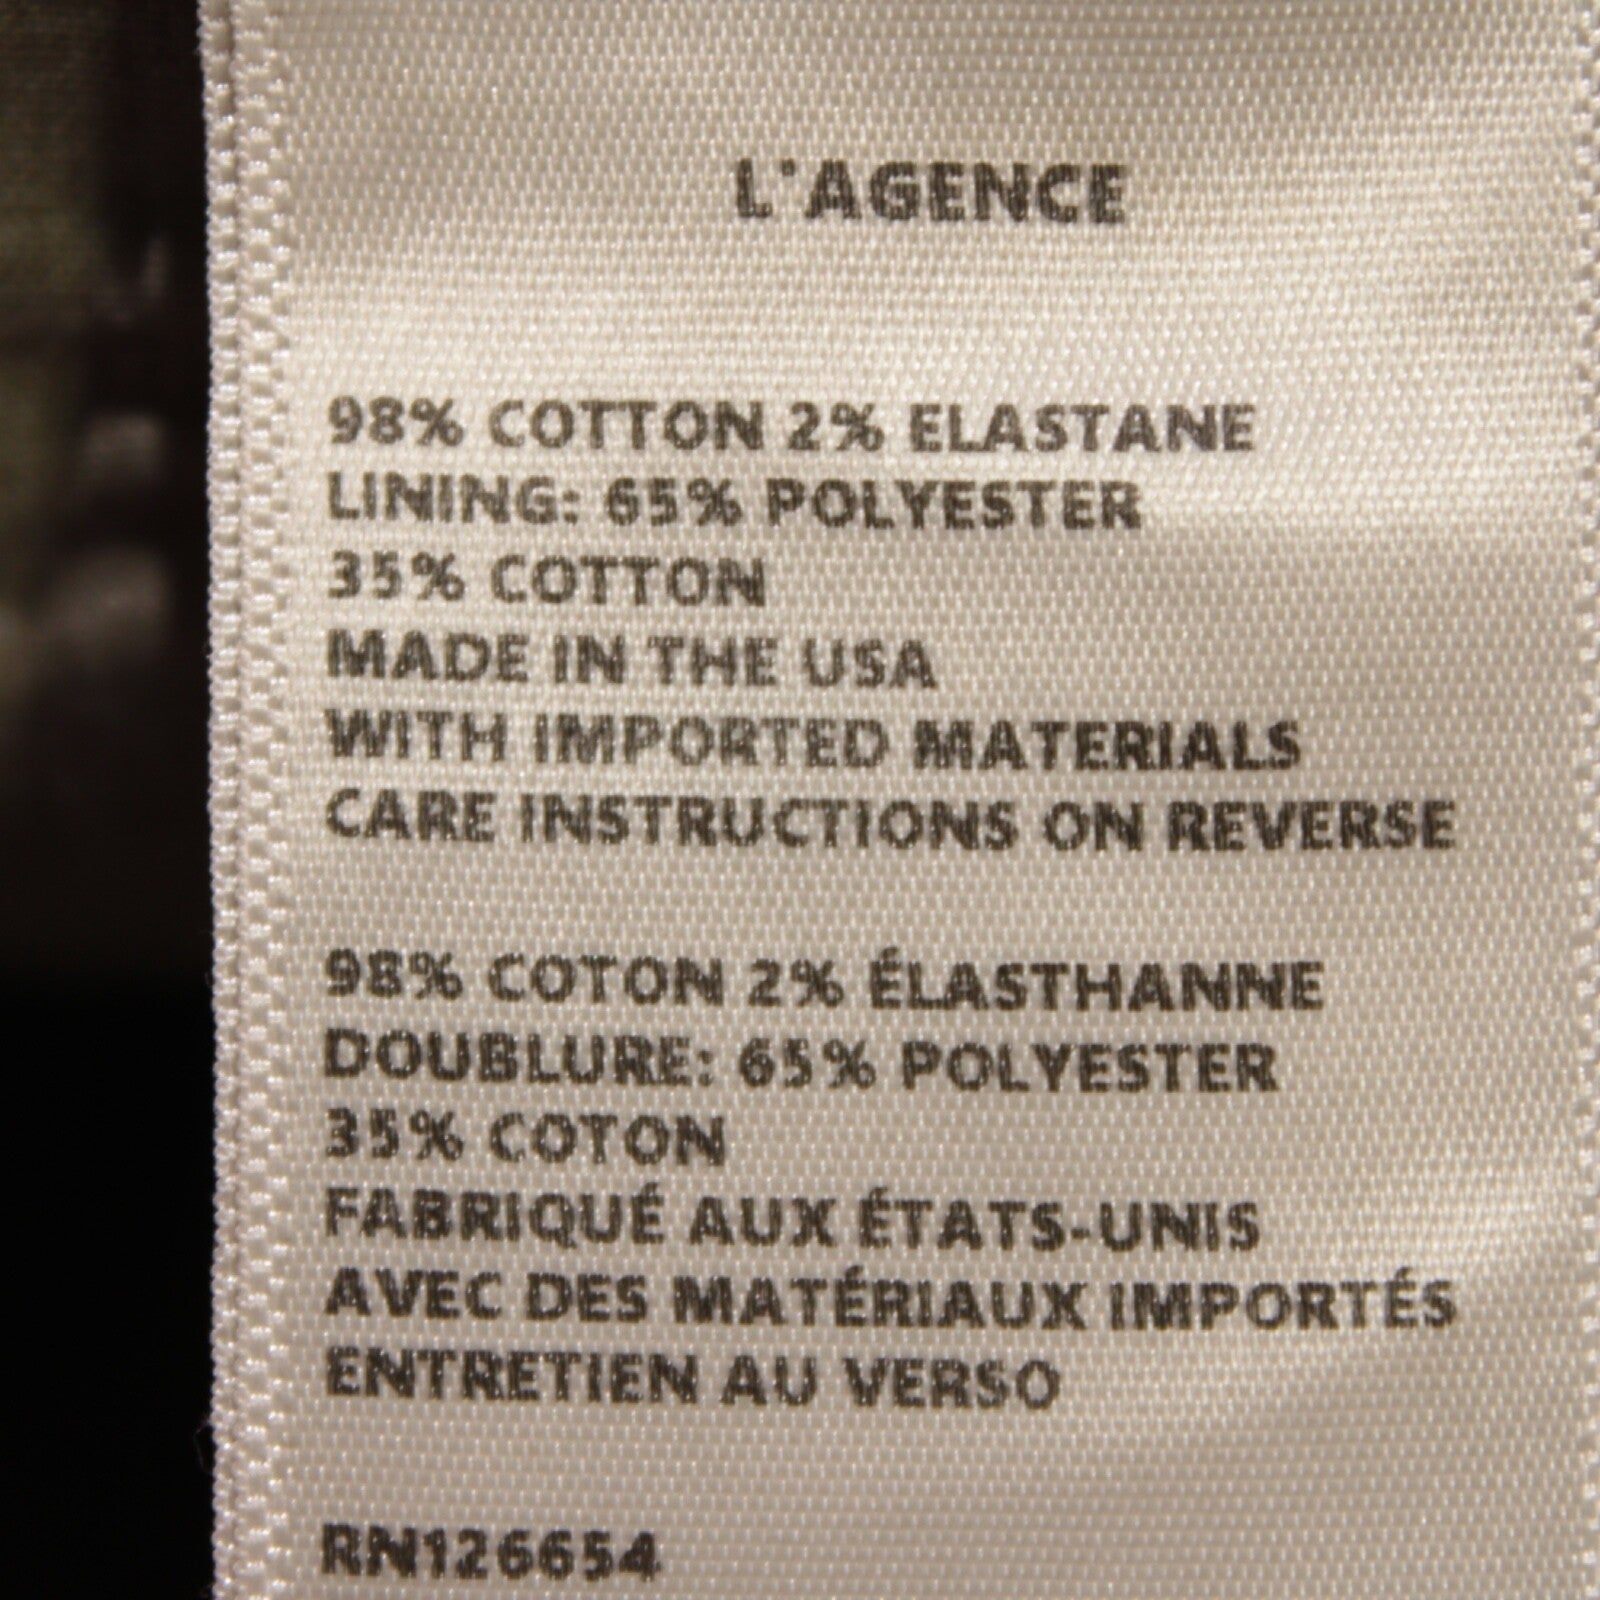 L'AGENCE
98% COTTON 2% ELASTANE
LINING: 65% POLYESTER
35% COTTON
MADE IN THE USA
WITH IMPORTED MATERIALS
CARE INSTRUCTIONS ON REVERSE
98% COTON 2% ÉLASTHANNE
DOUBLURE: 65% POLYESTER
35% COTON
FABRIQUÉ AUX ÉTATS-UNIS
AVEC DES MATÉRIAUX IMPORTÉS
ENTRETIEN AU VERSO
RN126654